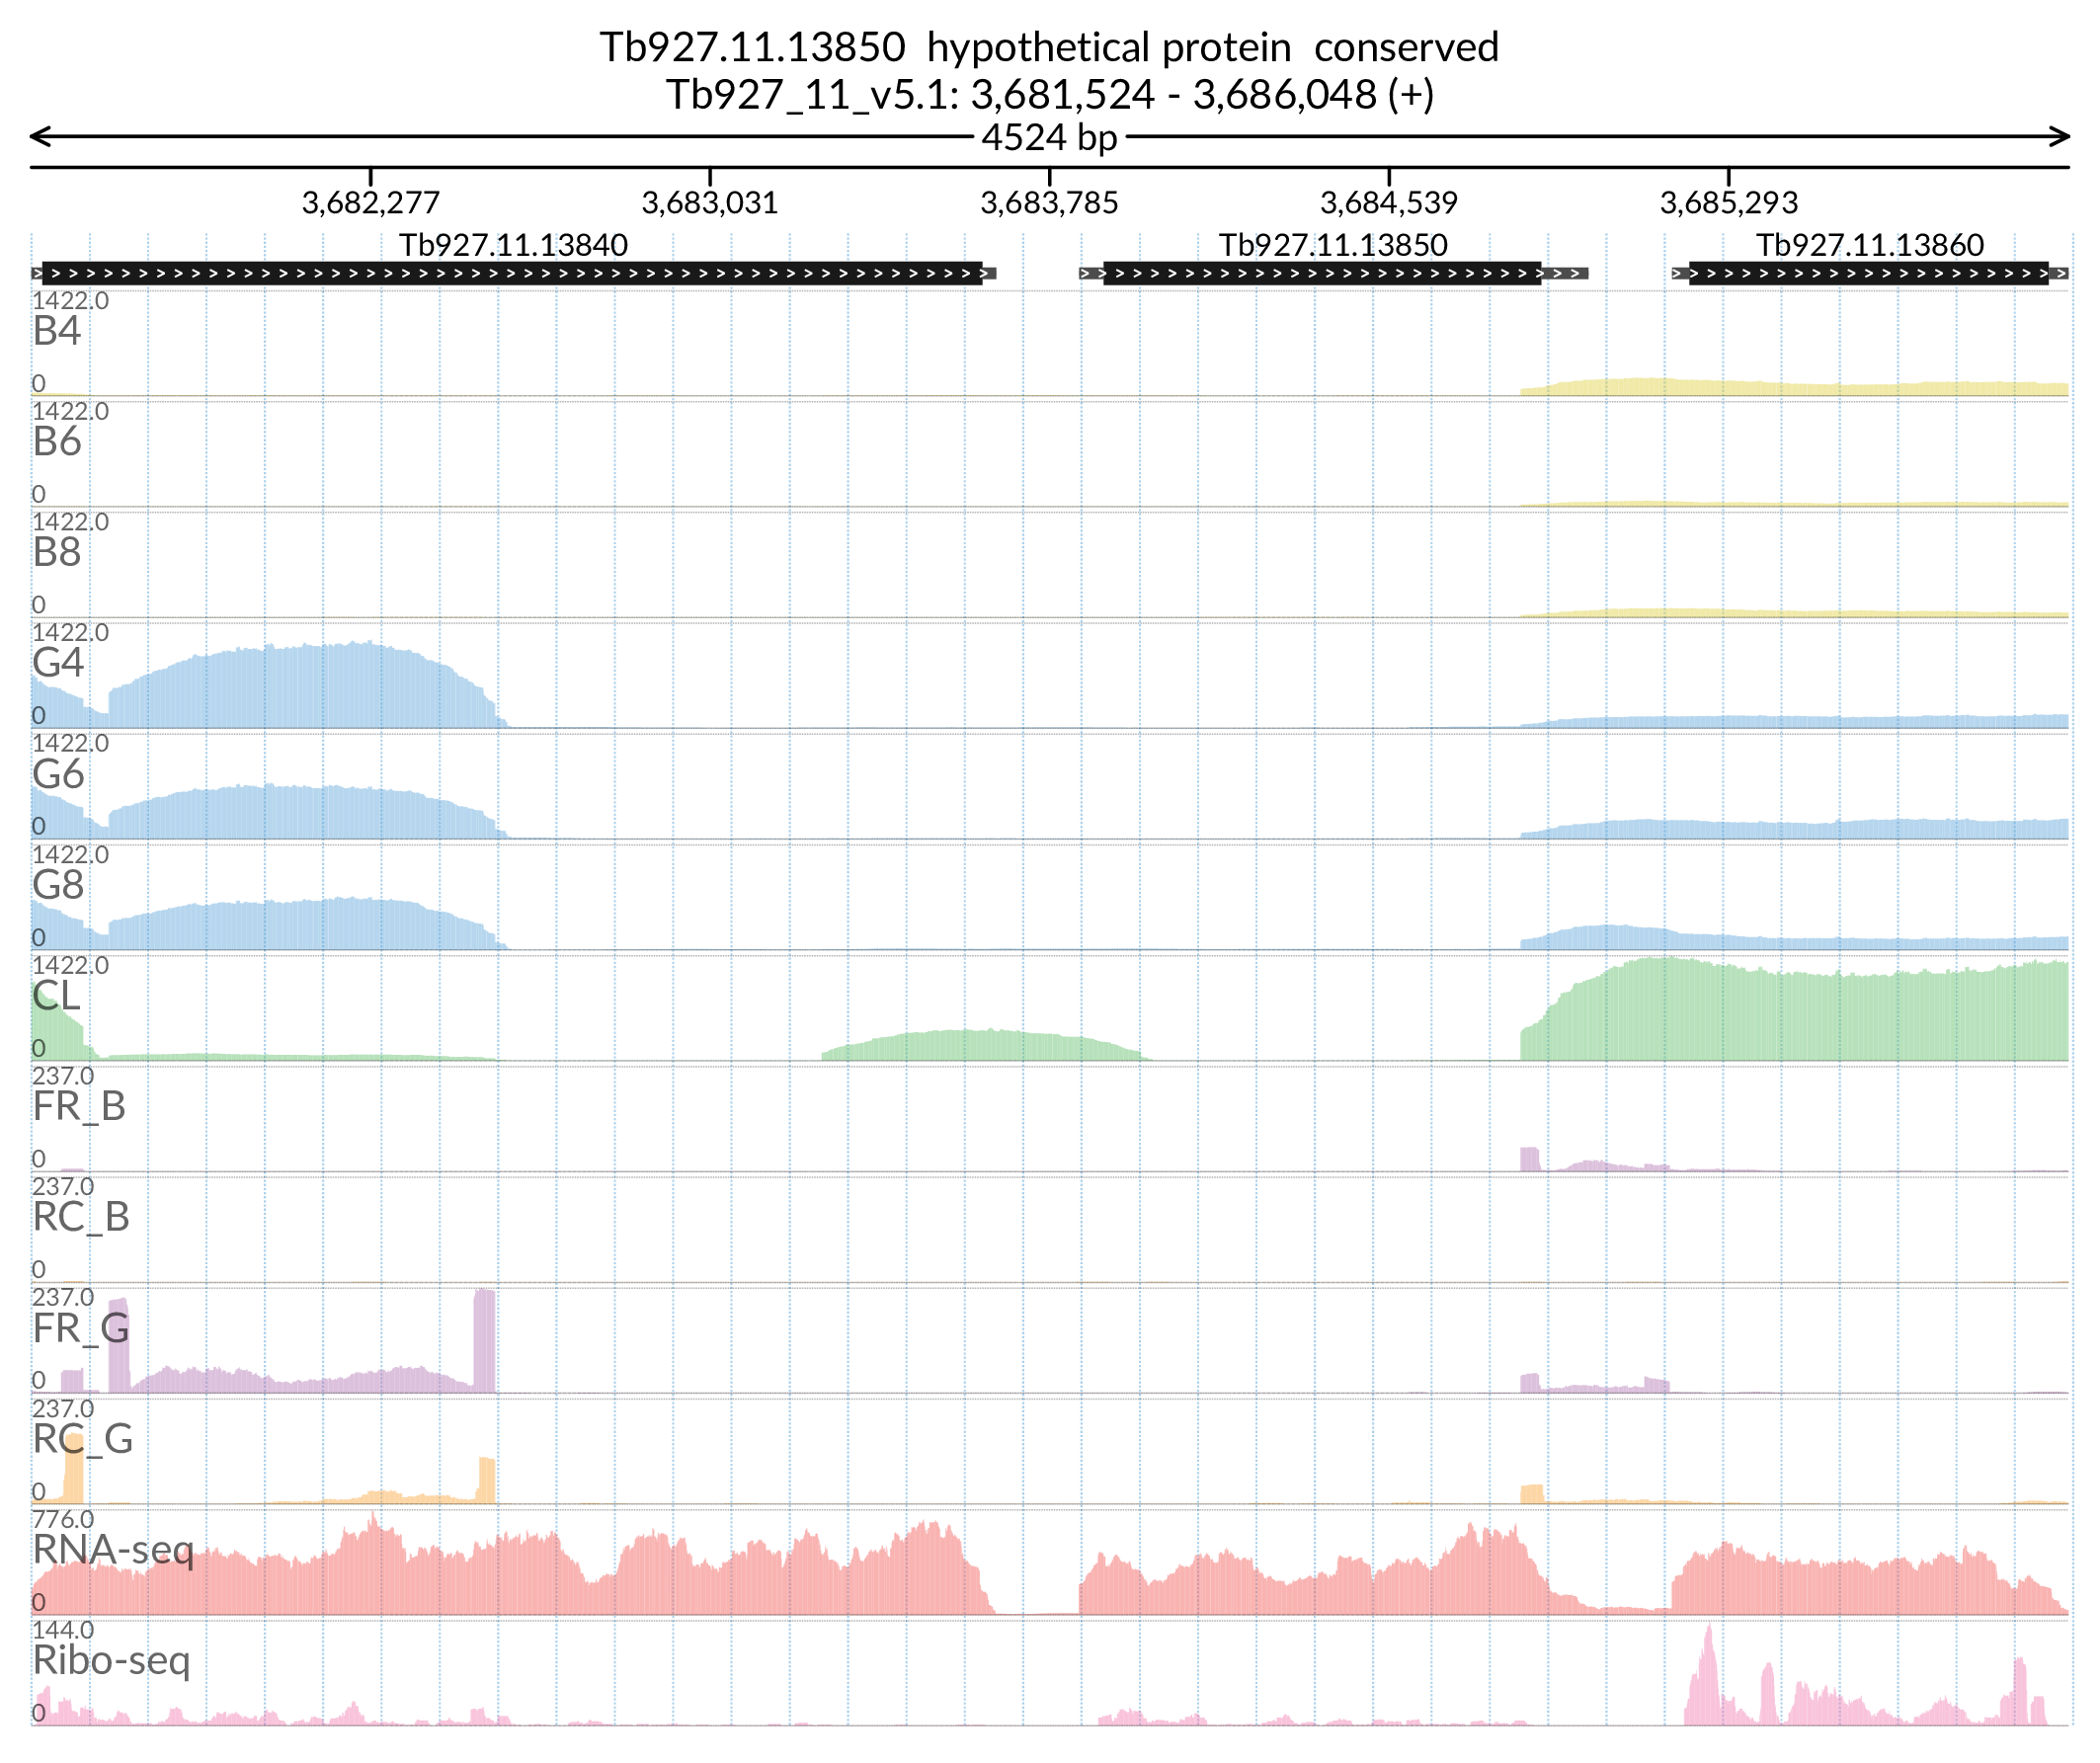 Tb927.11.13850  hypothetical protein  conserved
Tb927_11_v5.1: 3,681,524 - 3,686,048 (+)
4524 bp
3,682,277 3,683,031 3,683,785 3,684,539 3,685,293
Tb927.11.13840 Tb927.11.13850 Tb927.11.13860
1422.0
B4
0
1422.0
B6
0
1422.0
B8
0
1422.0
G4
0
1422.0
G6
0
1422.0
G8
0
1422.0
CL
0
237.0
FR_B
0
237.0
RC_B
0
237.0
FR_G
0
237.0
RC_G
0
776.0
RNA-seq
0
144.0
Ribo-seq
0